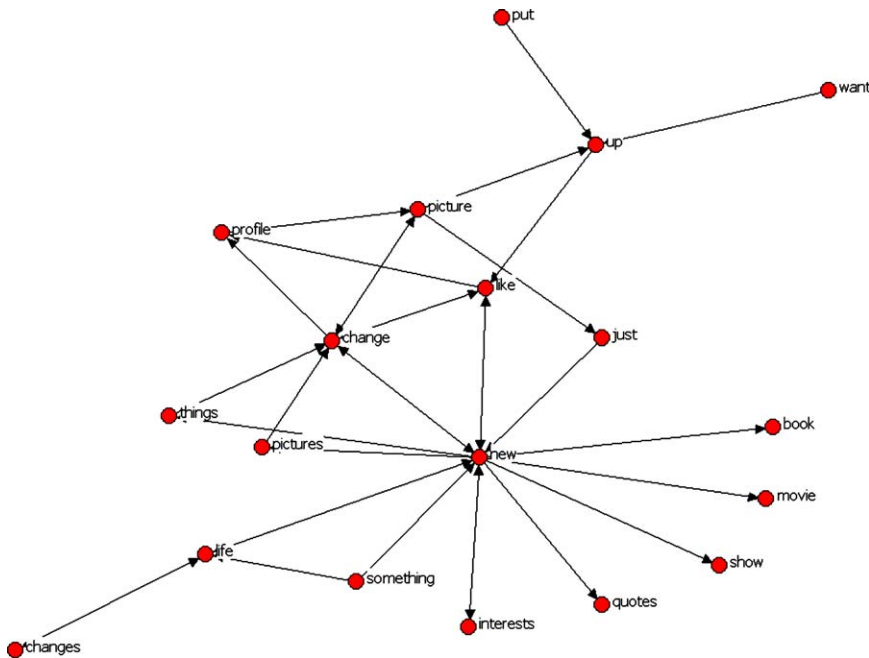 put
want
up
picture
profile
like
just
change
things
book
pictures
new
movie
life
show
something
quotes
interests
changes